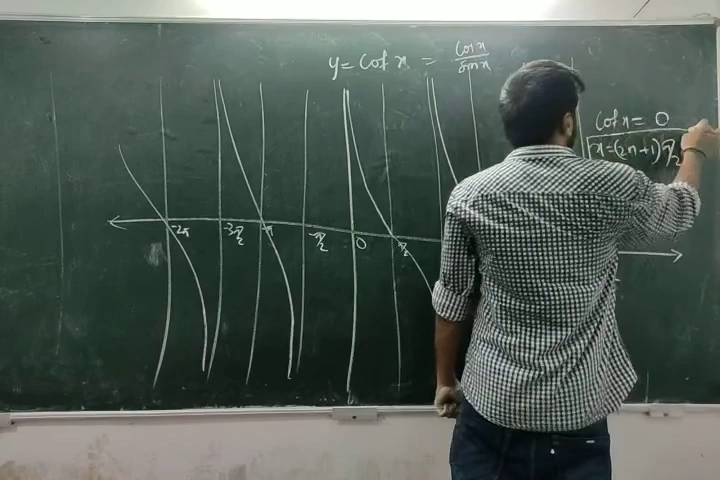 y = cot x = cos x / sin x
cot x = 0
x = (2n+1) π/2
-2π -3π/2 -π -π/2 0 π/2